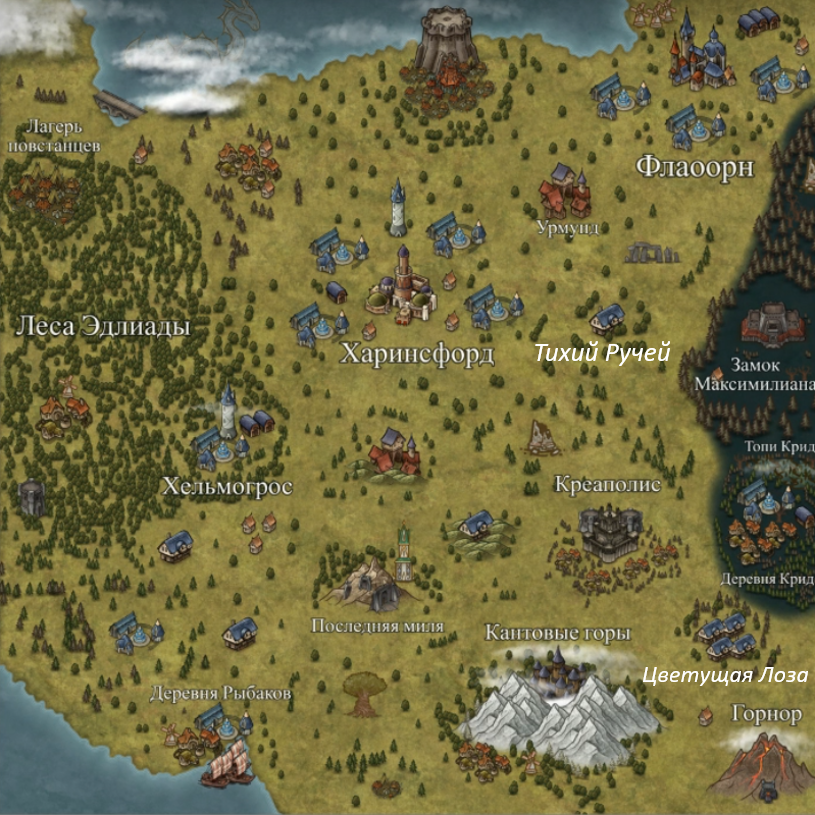 Лагерь
повстанцев
Флаоорн
Урмунд
Леса Эдлиады
Харинсфорд
Тихий Ручей
Замок
Максимилиана
Топи Крид
Хельмогрос
Креаполис
Деревня Крид
Последняя миля
Кантовые горы
Цветущая Лоза
Деревня Рыбаков
Горнор